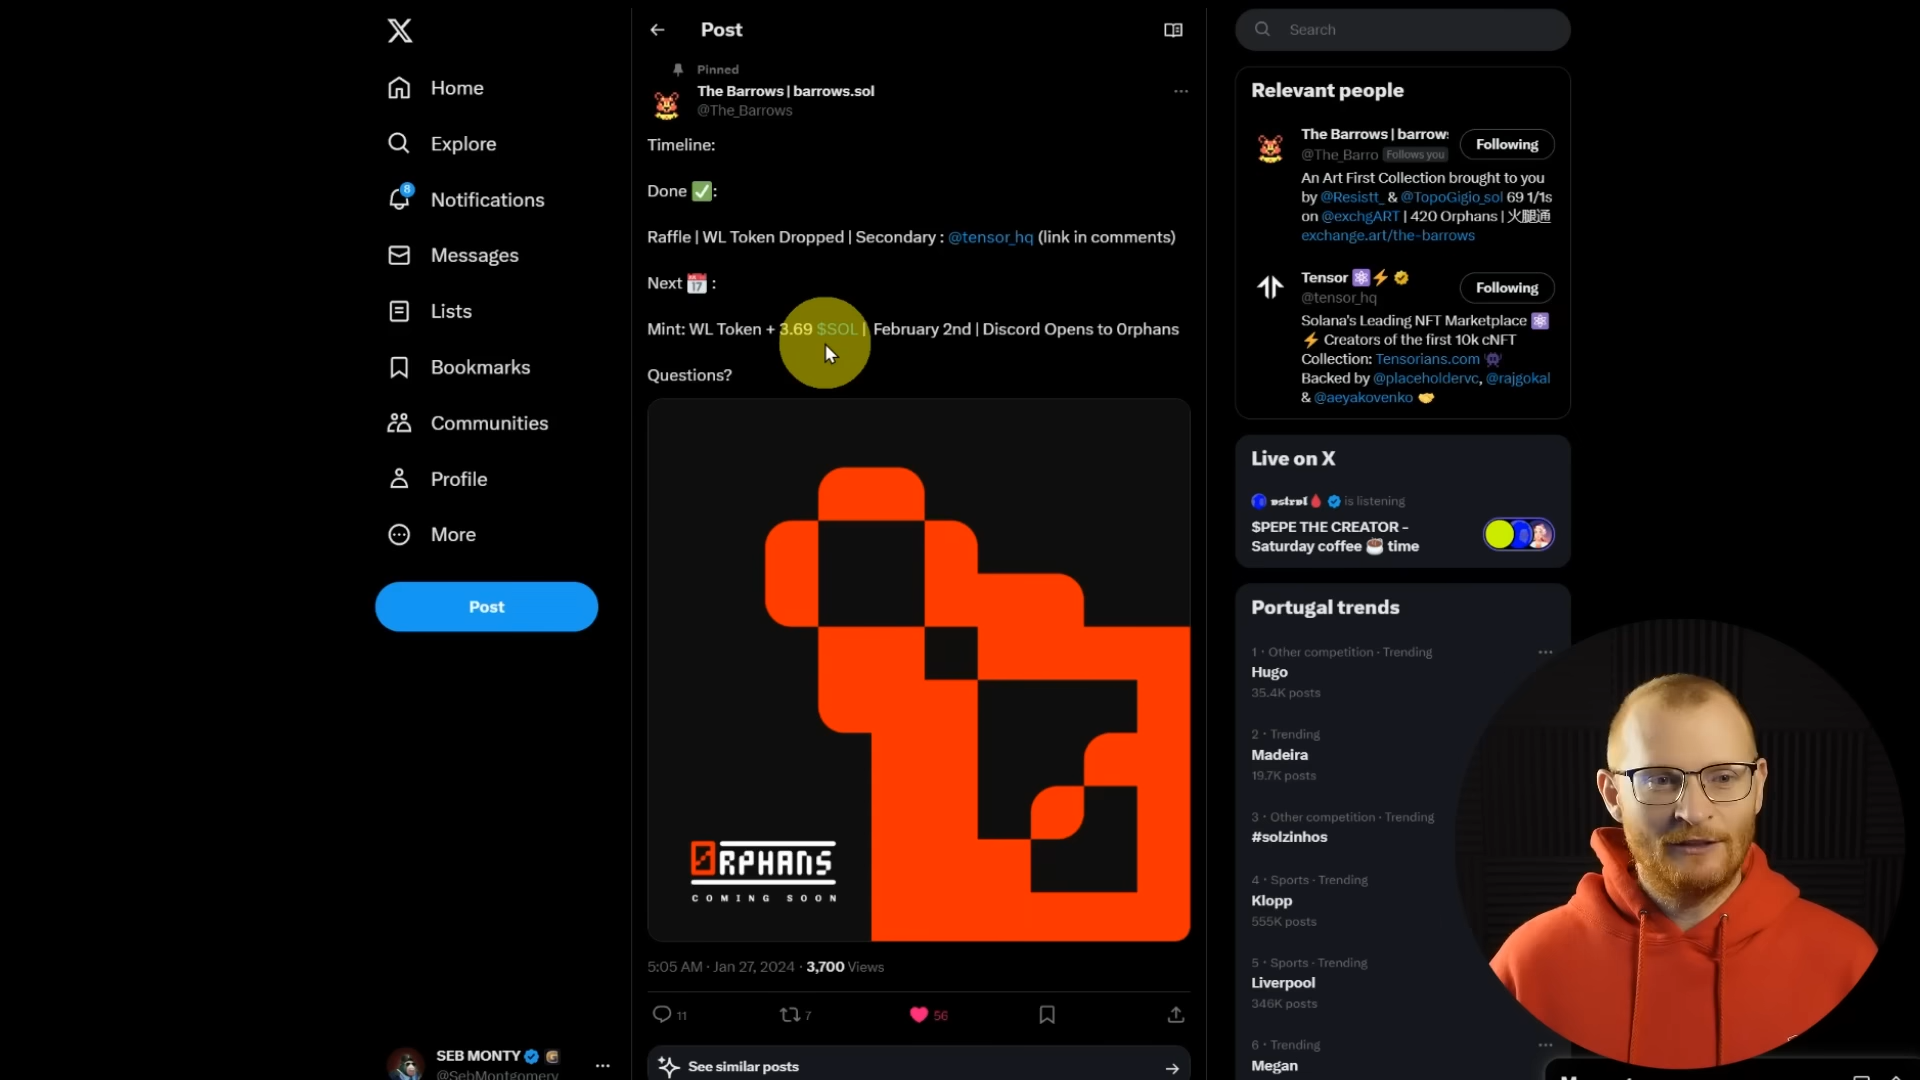 Home
Explore
8
Notifications
Messages
Lists
Bookmarks
Communities
Profile
More
Post
SEB MONTY
@SebMontgomery
Post
Pinned
The Barrows | barrows.sol
@The_Barrows
Timeline:
Done ✅:
Raffle | WL Token Dropped | Secondary : @tensor_hq (link in comments)
Next 📅 :
Mint: WL Token + 3.69 $SOL | February 2nd | Discord Opens to 0rphans
Questions?
0RPHANS
COMING SOON
5:05 AM · Jan 27, 2024 · 3,700 Views
11
7
56
See similar posts
Search
Relevant people
The Barrows | barrow
@The_Barro Follows you
Following
An Art First Collection brought to you
by @Resistt_ & @TopoGigio_sol 69 1/1s
on @exchgART | 420 Orphans | 火腿通
exchange.art/the-barrows
Tensor ⚛️⚡
@tensor_hq
Following
Solana's Leading NFT Marketplace ⚛️
⚡ Creators of the first 10k cNFT
Collection: Tensorians.com 👾
Backed by @placeholdervc, @rajgokal
& @aeyakovenko 🤝
Live on X
ostrol🩸 is listening
$PEPE THE CREATOR -
Saturday coffee ☕ time
Portugal trends
1 · Other competition · Trending
Hugo
35.4K posts
2 · Trending
Madeira
19.7K posts
3 · Other competition · Trending
#solzinhos
4 · Sports · Trending
Klopp
555K posts
5 · Sports · Trending
Liverpool
346K posts
6 · Trending
Megan